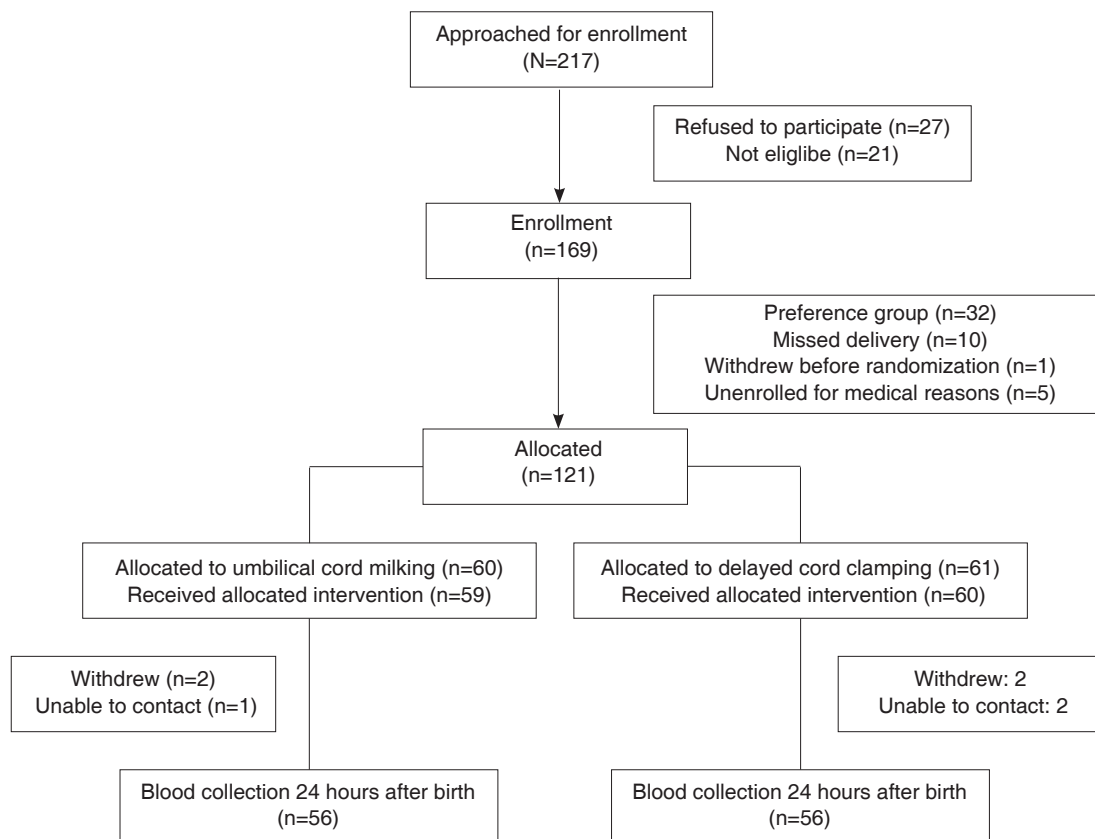 Approached for enrollment
(N=217)
Refused to participate (n=27)
Not eliglibe (n=21)
Enrollment
(n=169)
Preference group (n=32)
Missed delivery (n=10)
Withdrew before randomization (n=1)
Unenrolled for medical reasons (n=5)
Allocated
(n=121)
Allocated to umbilical cord milking (n=60)
Received allocated intervention (n=59)
Allocated to delayed cord clamping (n=61)
Received allocated intervention (n=60)
Withdrew (n=2)
Unable to contact (n=1)
Withdrew: 2
Unable to contact: 2
Blood collection 24 hours after birth
(n=56)
Blood collection 24 hours after birth
(n=56)